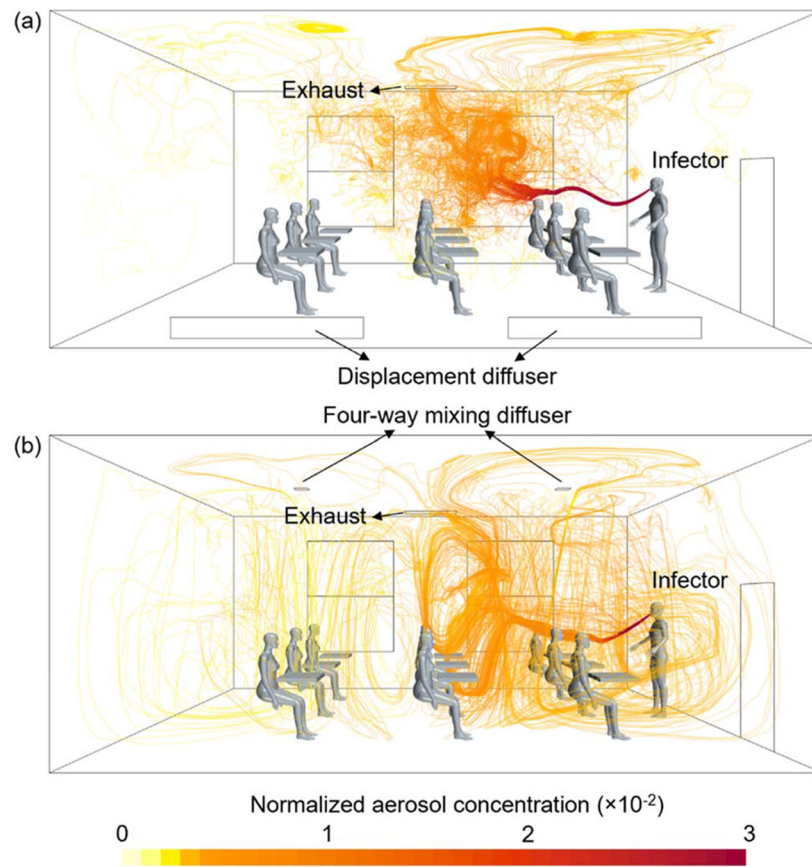 (a)
Exhaust
Infector
Displacement diffuser
Four-way mixing diffuser
(b)
Exhaust
Infector
Normalized aerosol concentration (×10⁻²)
0 1 2 3